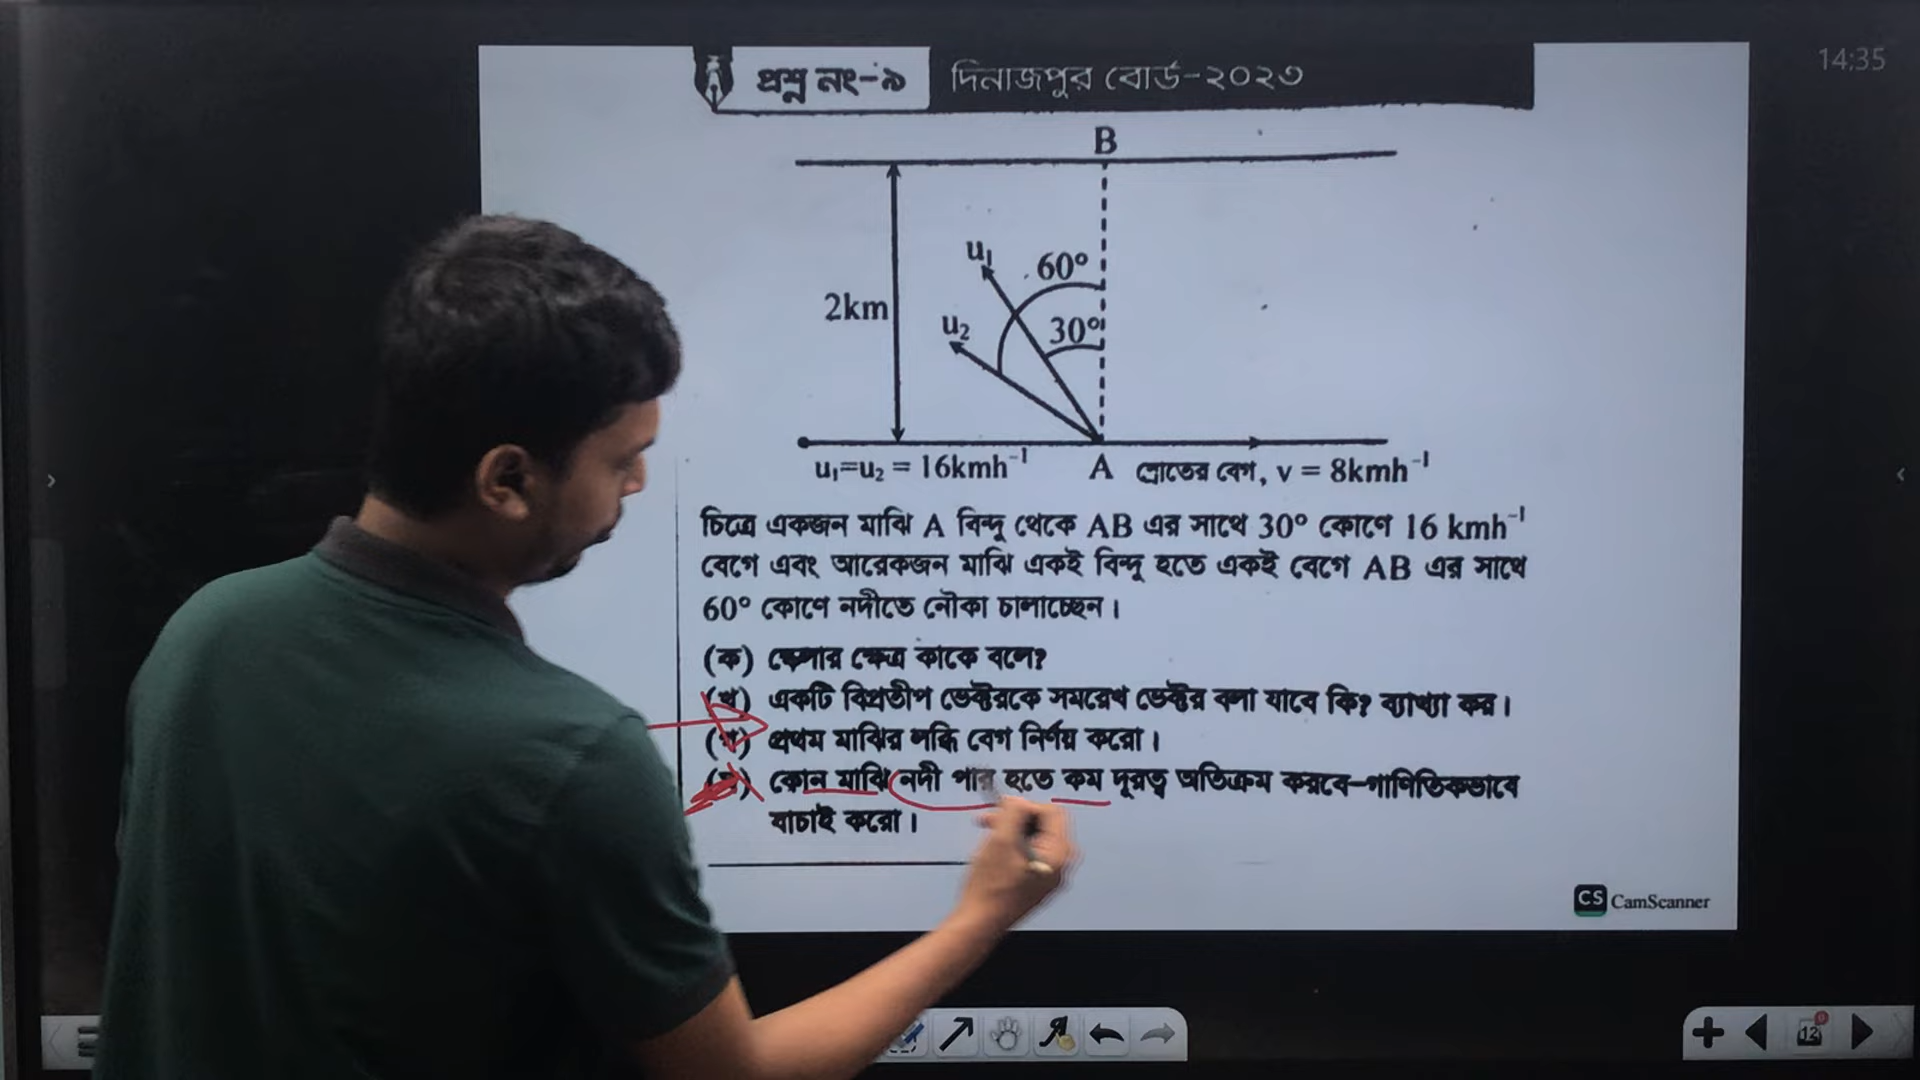 14:35
প্রশ্ন নং-৯ দিনাজপুর বোর্ড-২০২৩
B
u₁ 60°
2km u₂ 30°
u₁=u₂ = 16kmh⁻¹ A স্রোতের বেগ, v = 8kmh⁻¹
চিত্রে একজন মাঝি A বিন্দু থেকে AB এর সাথে 30° কোণে 16 kmh⁻¹
বেগে এবং আরেকজন মাঝি একই বিন্দু হতে একই বেগে AB এর সাথে
60° কোণে নদীতে নৌকা চালাচ্ছেন।
(ক) স্কেলার ক্ষেত্র কাকে বলে?
(খ) একটি বিপ্রতীপ ভেক্টরকে সমরেখ ভেক্টর বলা যাবে কি? ব্যাখ্যা কর।
(গ) প্রথম মাঝির লব্ধি বেগ নির্ণয় করো।
কোন মাঝি নদী পার হতে কম দূরত্ব অতিক্রম করবে-গাণিতিকভাবে
যাচাই করো।
CS CamScanner
12